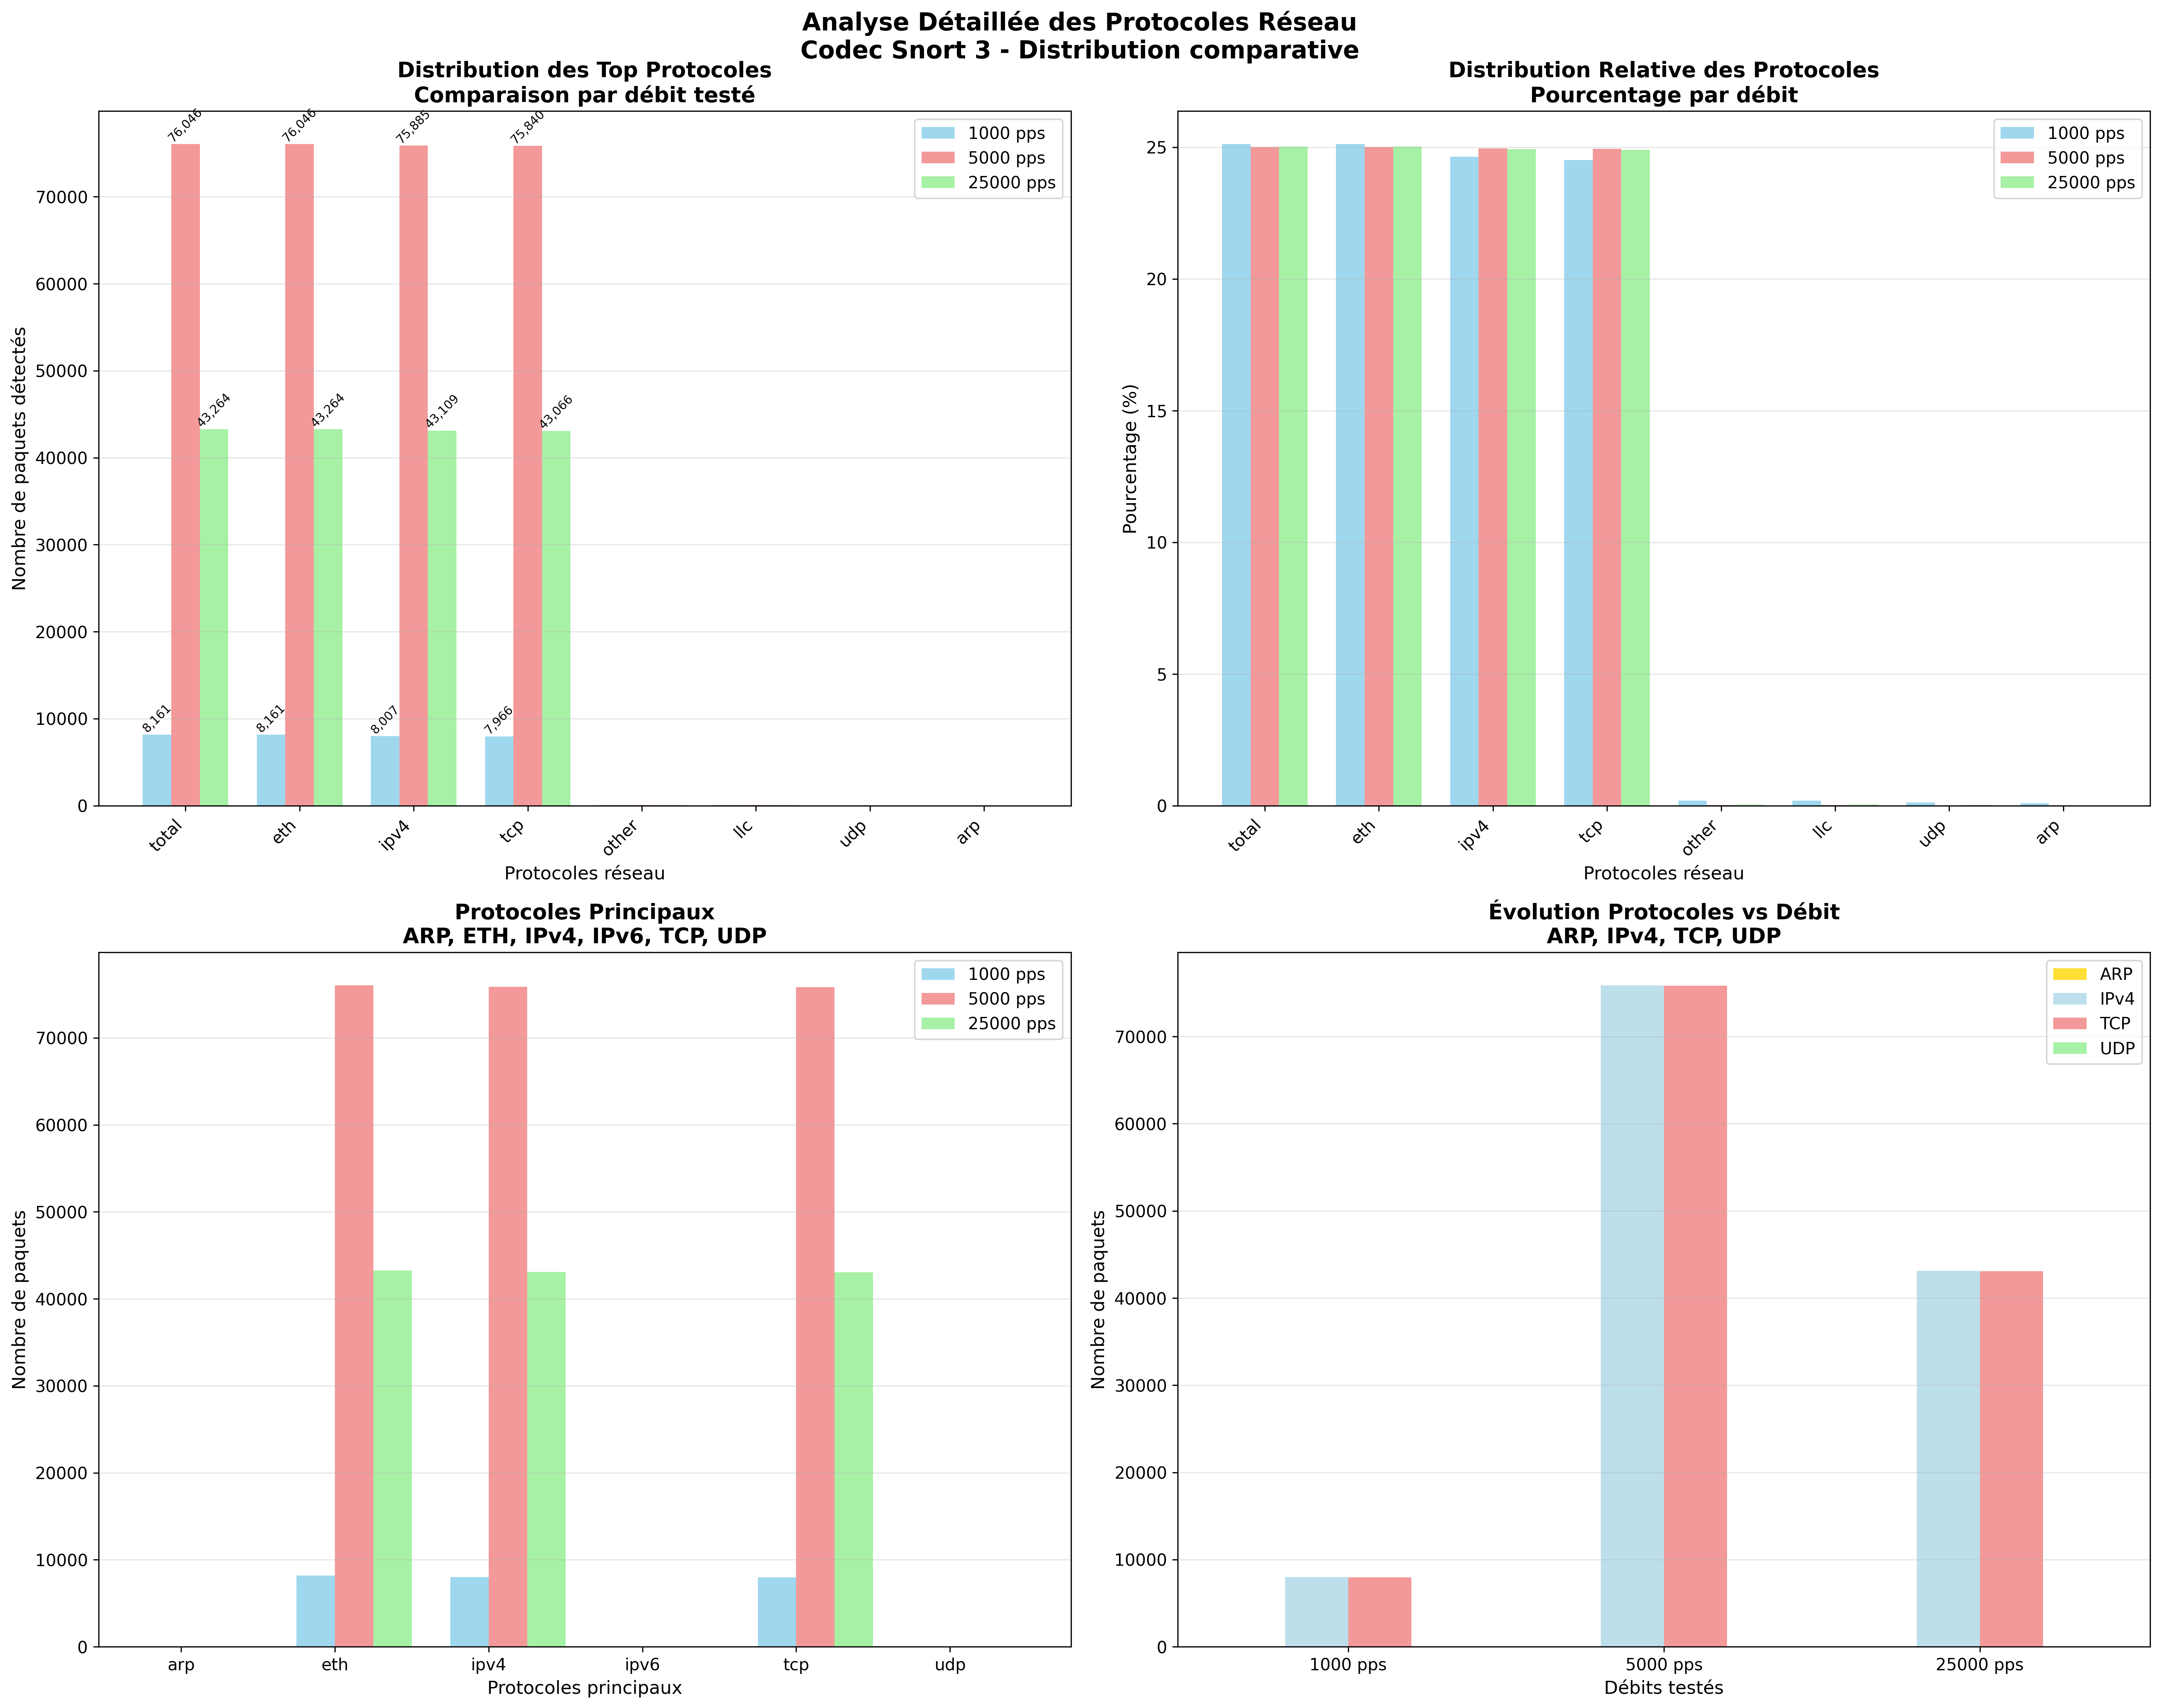 Analyse Détaillée des Protocoles Réseau
Codec Snort 3 - Distribution comparative
Distribution des Top Protocoles
Comparaison par débit testé
Nombre de paquets détectés
70000
60000
50000
40000
30000
20000
10000
0
8,161
76,046
43,264
8,161
76,046
43,264
8,007
75,885
43,109
7,966
75,840
43,066
1000 pps
5000 pps
25000 pps
total
eth
ipv4
tcp
other
llc
udp
arp
Protocoles réseau
Distribution Relative des Protocoles
Pourcentage par débit
Pourcentage (%)
25
20
15
10
5
0
1000 pps
5000 pps
25000 pps
total
eth
ipv4
tcp
other
llc
udp
arp
Protocoles réseau
Protocoles Principaux
ARP, ETH, IPv4, IPv6, TCP, UDP
Nombre de paquets
70000
60000
50000
40000
30000
20000
10000
0
1000 pps
5000 pps
25000 pps
arp
eth
ipv4
ipv6
tcp
udp
Protocoles principaux
Évolution Protocoles vs Débit
ARP, IPv4, TCP, UDP
Nombre de paquets
70000
60000
50000
40000
30000
20000
10000
0
ARP
IPv4
TCP
UDP
1000 pps
5000 pps
25000 pps
Débits testés